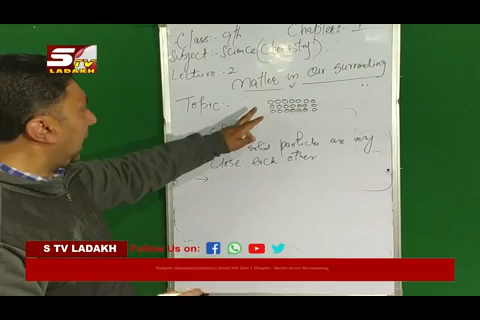 S TV
LADAKH
Class:- 9th Chapter:- I
Subject:- Science (Chemistry)
Lecture:- 2
Matter in Our Surrounding
Topic:-
solid particles are very
close each other
S TV LADAKH Follow Us on: